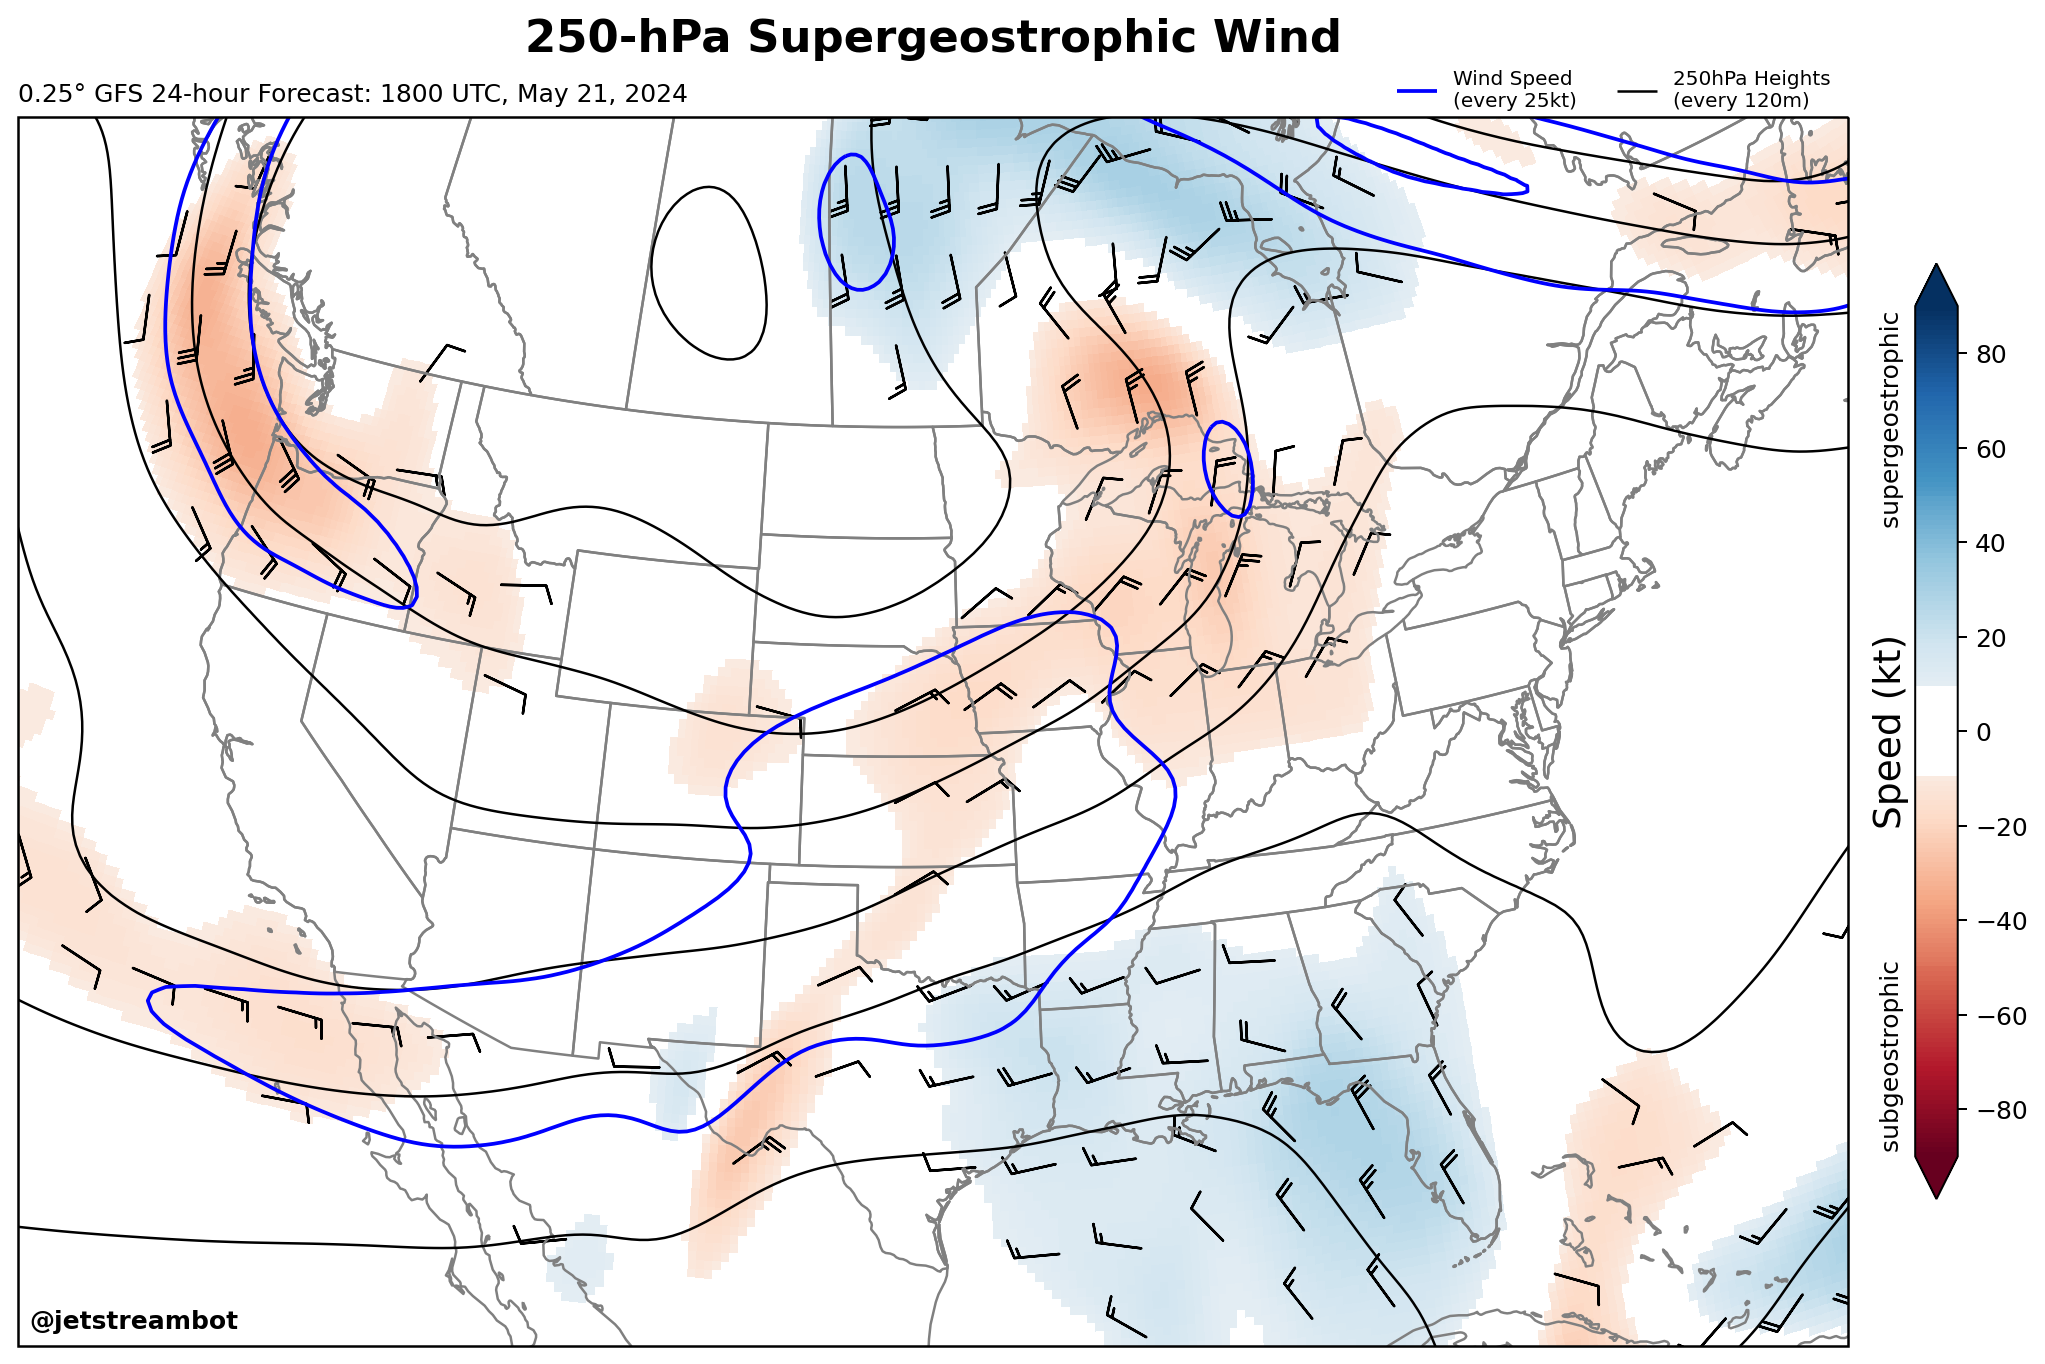 250-hPa Supergeostrophic Wind
0.25° GFS 24-hour Forecast: 1800 UTC, May 21, 2024
Wind Speed
(every 25kt)
250hPa Heights
(every 120m)
supergeostrophic
Speed (kt)
subgeostrophic
80
60
40
20
0
−20
−40
−60
−80
@jetstreambot